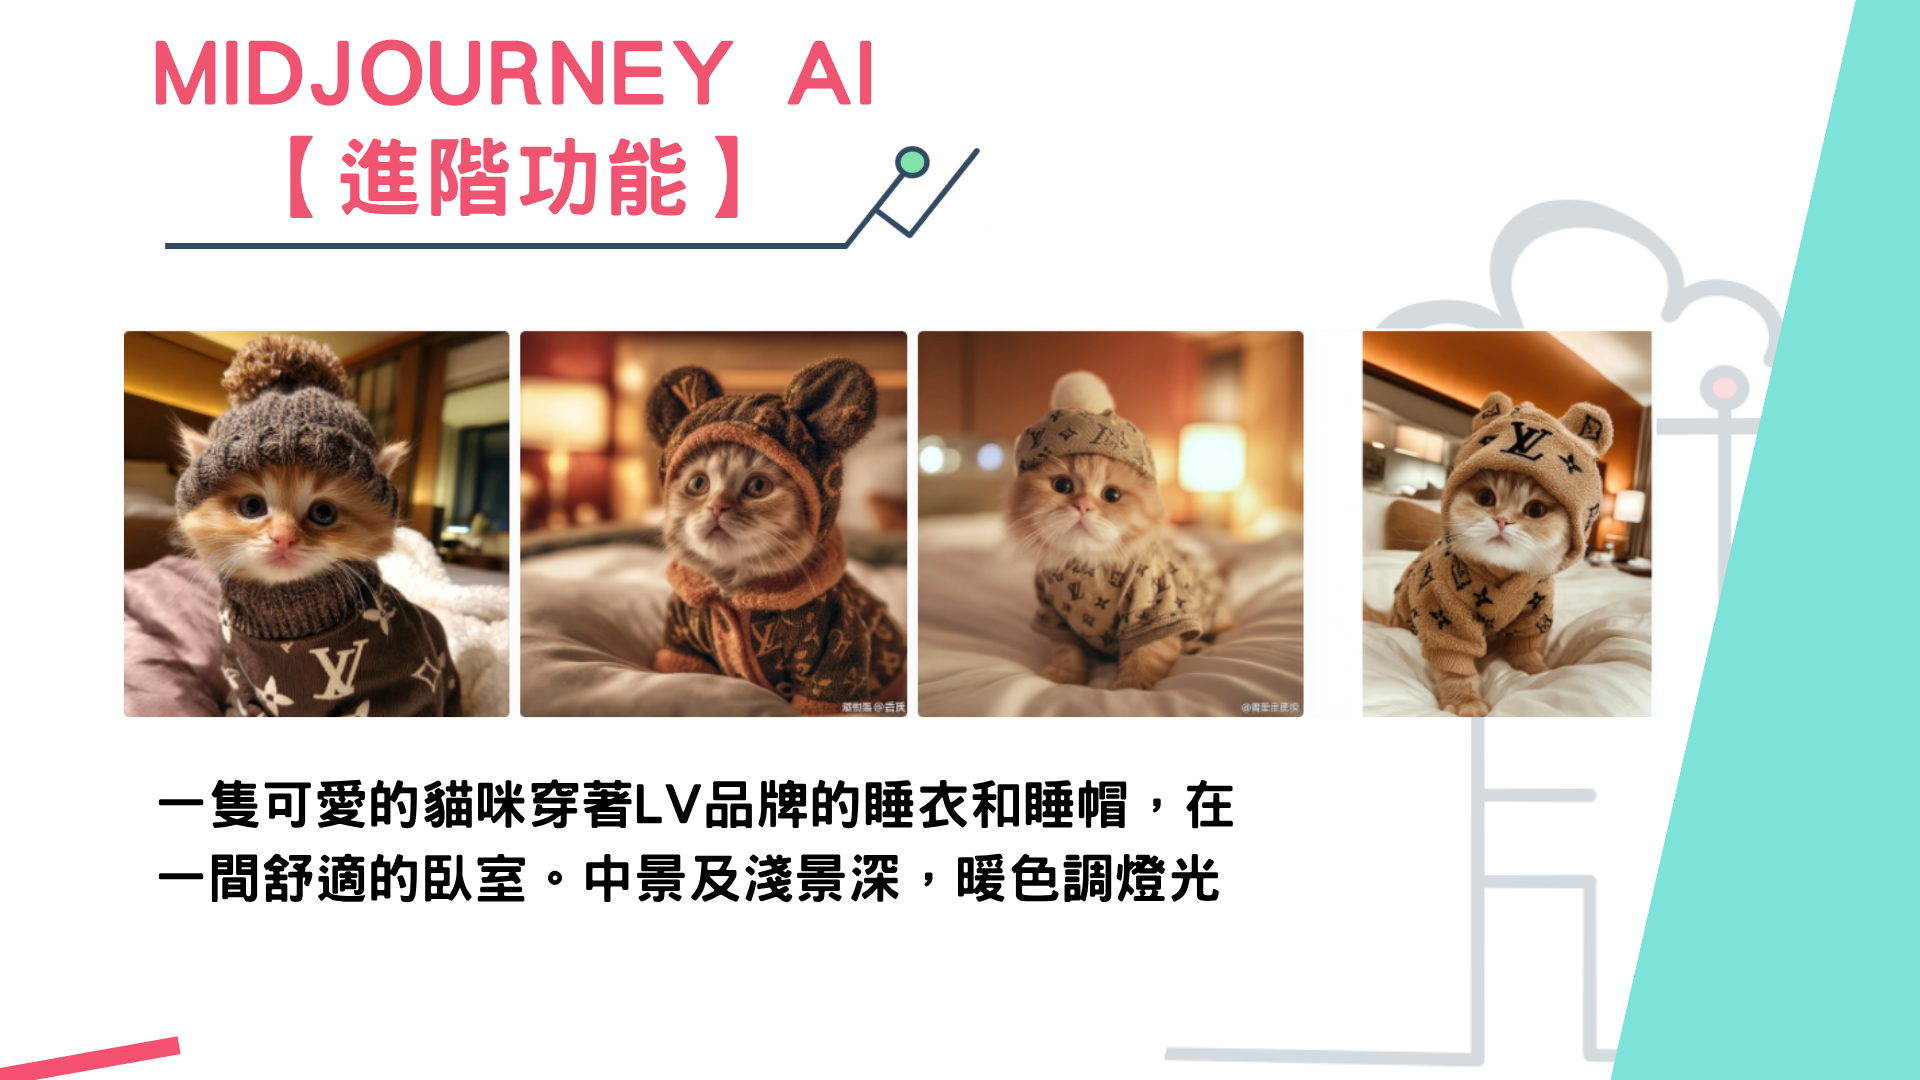 MIDJOURNEY AI
【進階功能】
一隻可愛的貓咪穿著LV品牌的睡衣和睡帽，在
一間舒適的臥室。中景及淺景深，暖色調燈光